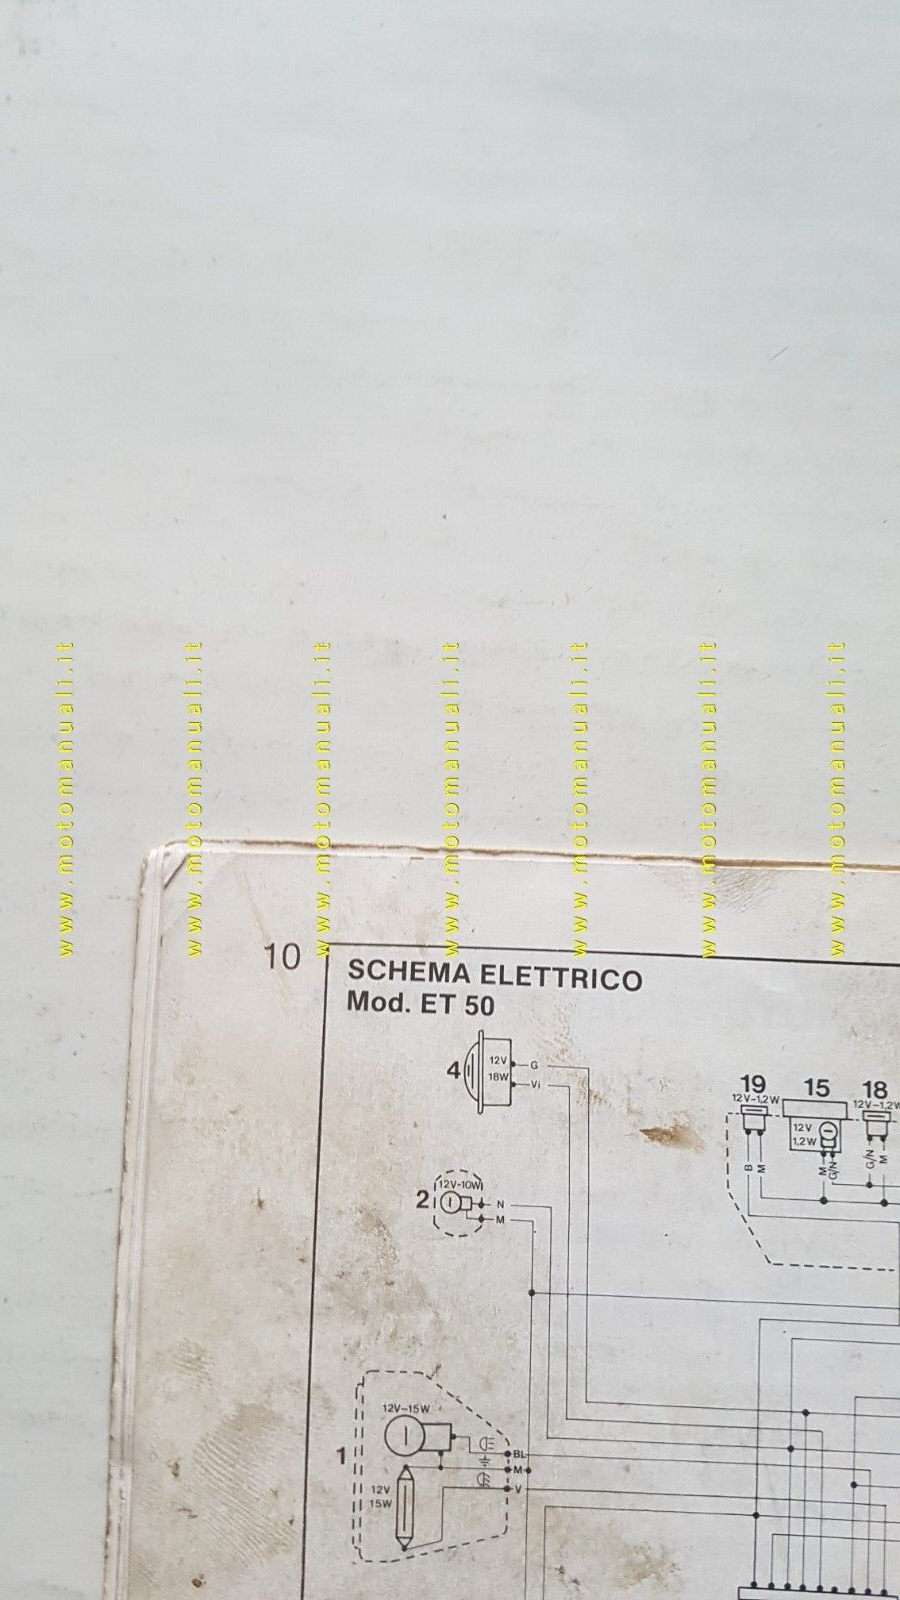 www.motomanuali.it
www.motomanuali.it
www.motomanuali.it
www.motomanuali.it
www.motomanuali.it
www.motomanuali.it
www.motomanuali.it
10
SCHEMA ELETTRICO
Mod. ET 50
4
12V
18W
G
Vi
19
12V-1,2W
15
12V
1,2W
18
12V-1,2W
B
M
M
G/N
G/N
M
2
12V-10W
N
M
1
12V-15W
12V
15W
BL
M
V